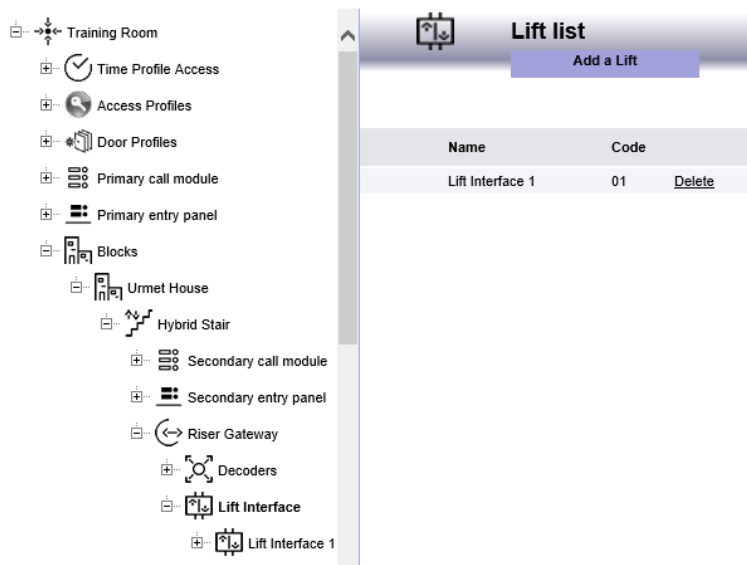 Training Room
Time Profile Access
Access Profiles
Door Profiles
Primary call module
Primary entry panel
Blocks
Urmet House
Hybrid Stair
Secondary call module
Secondary entry panel
Riser Gateway
Decoders
Lift Interface
Lift Interface 1
Lift list
Add a Lift
Name Code
Lift Interface 1 01 Delete